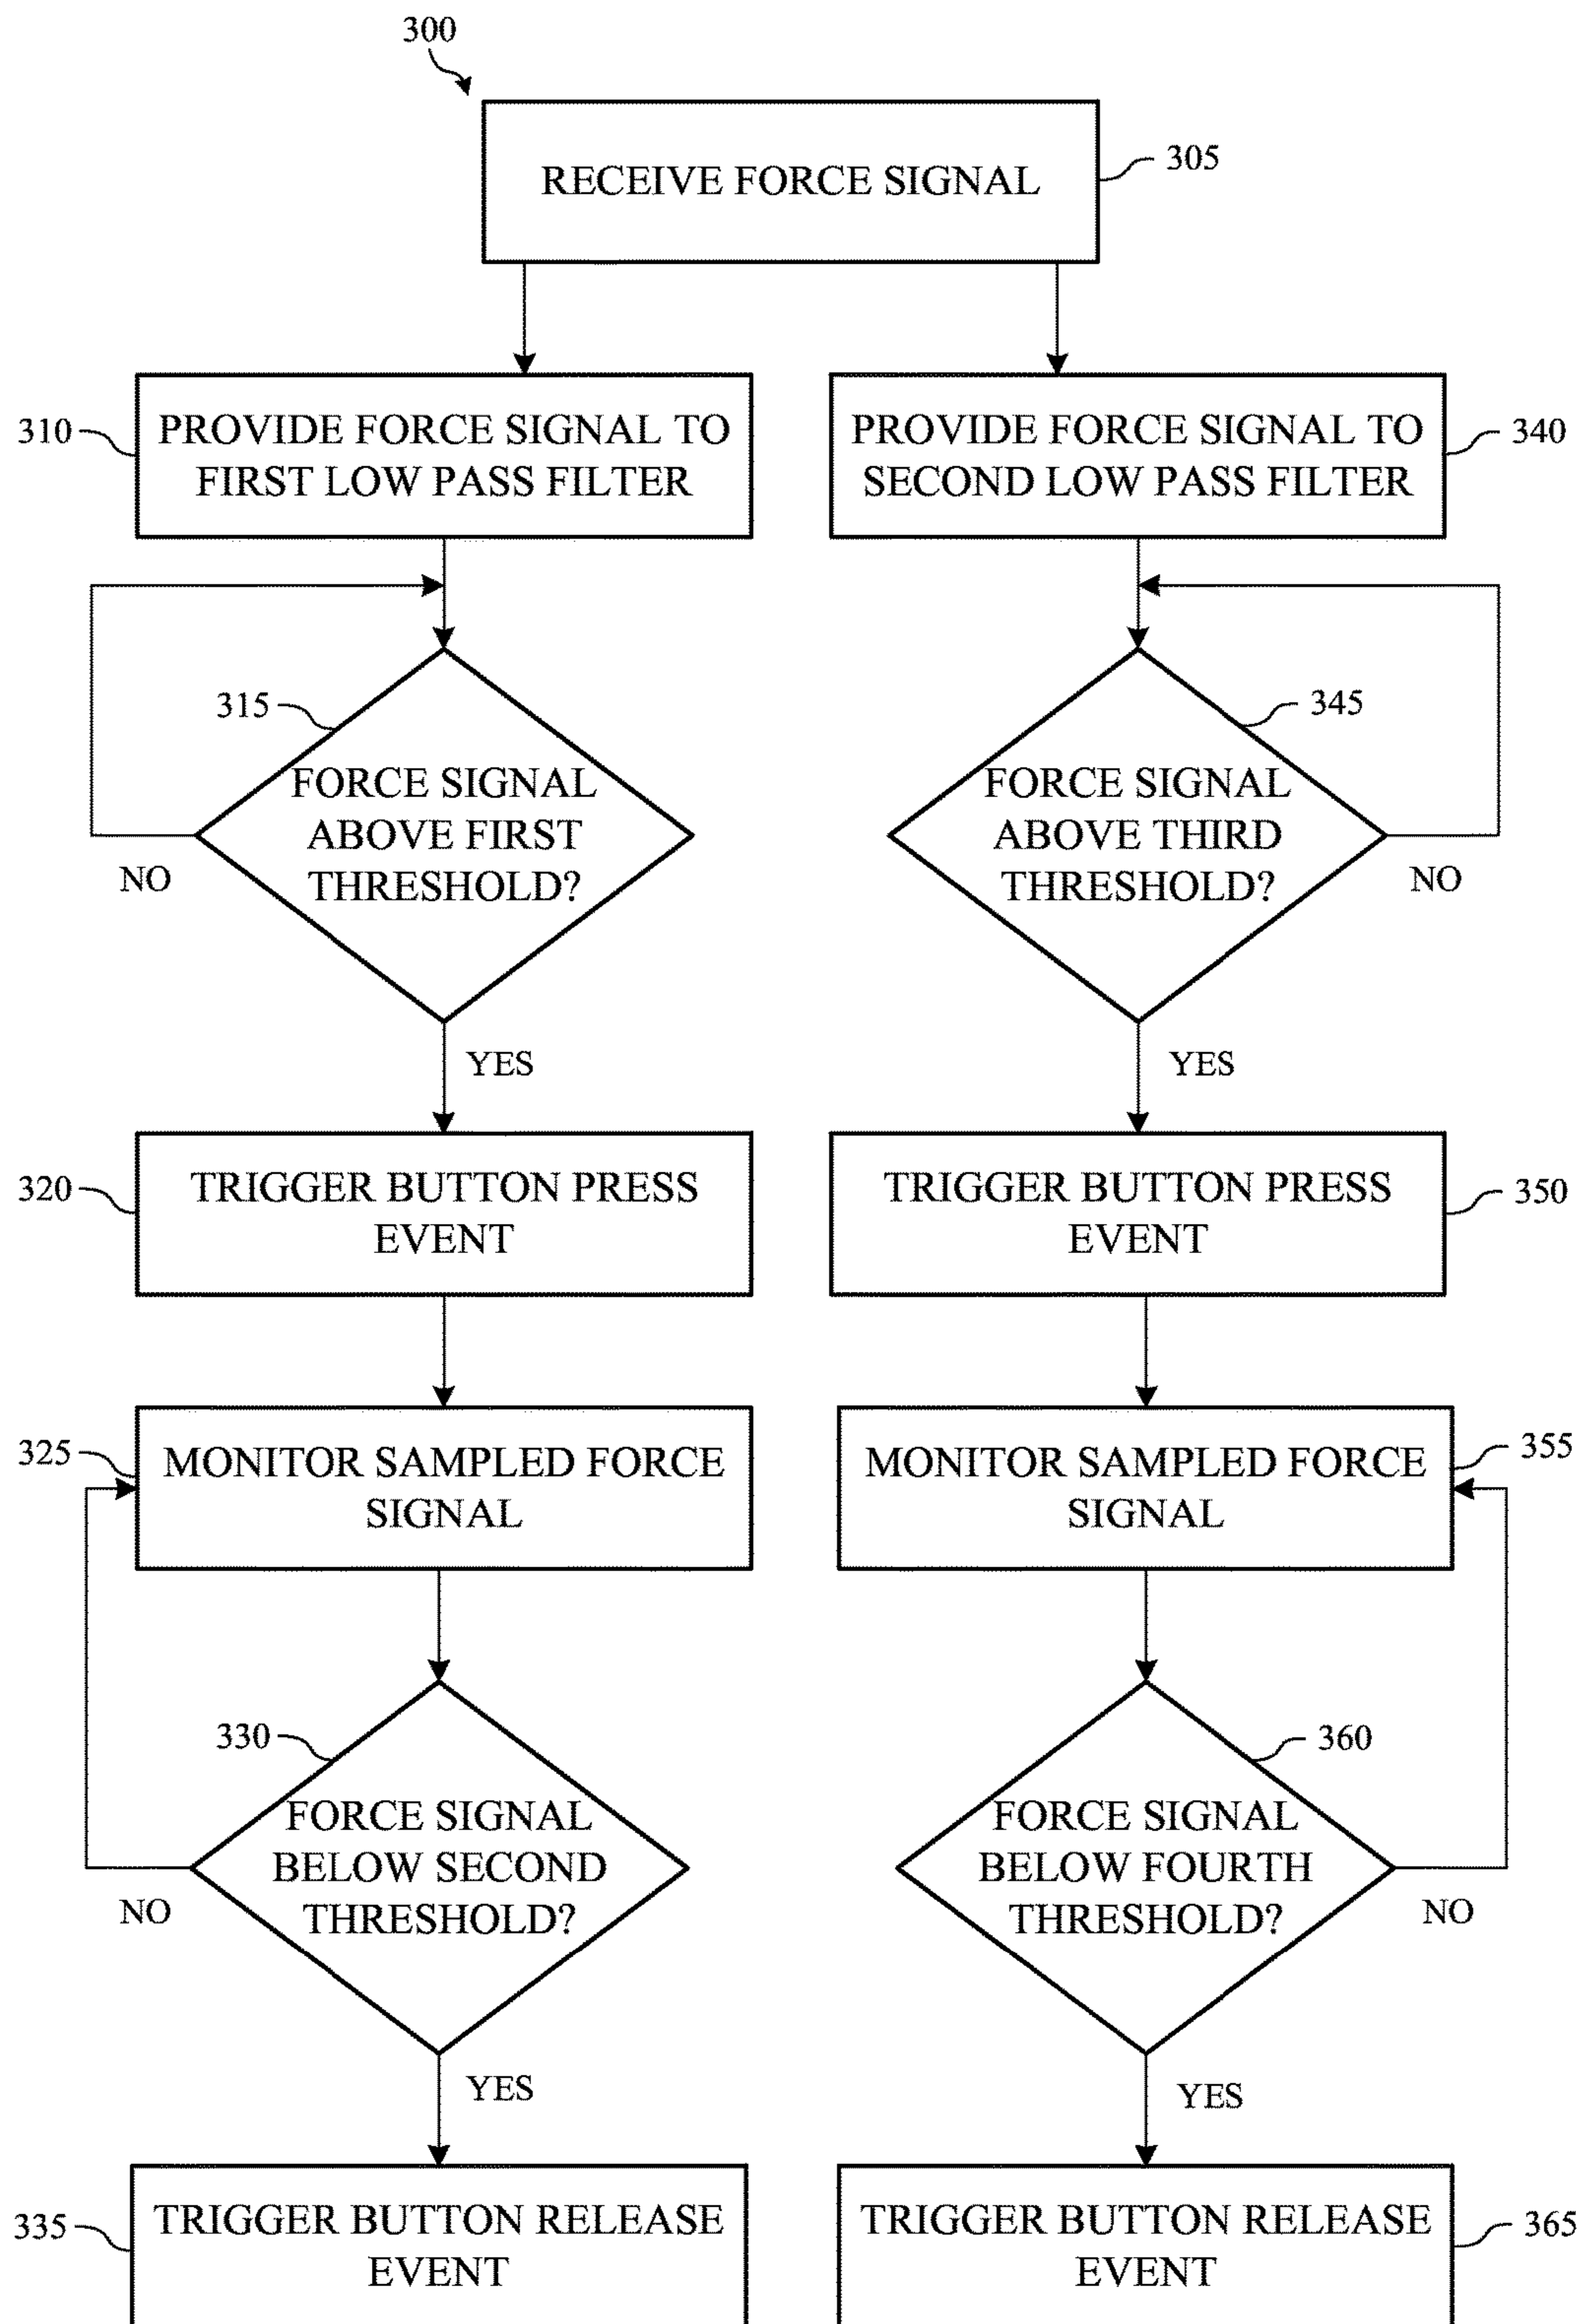 300
RECEIVE FORCE SIGNAL
305
310
PROVIDE FORCE SIGNAL TO
FIRST LOW PASS FILTER
PROVIDE FORCE SIGNAL TO
SECOND LOW PASS FILTER
340
315
FORCE SIGNAL
ABOVE FIRST
THRESHOLD?
NO
YES
345
FORCE SIGNAL
ABOVE THIRD
THRESHOLD?
NO
YES
320
TRIGGER BUTTON PRESS
EVENT
TRIGGER BUTTON PRESS
EVENT
350
325
MONITOR SAMPLED FORCE
SIGNAL
MONITOR SAMPLED FORCE
SIGNAL
355
330
FORCE SIGNAL
BELOW SECOND
THRESHOLD?
NO
YES
360
FORCE SIGNAL
BELOW FOURTH
THRESHOLD?
NO
YES
335
TRIGGER BUTTON RELEASE
EVENT
TRIGGER BUTTON RELEASE
EVENT
365